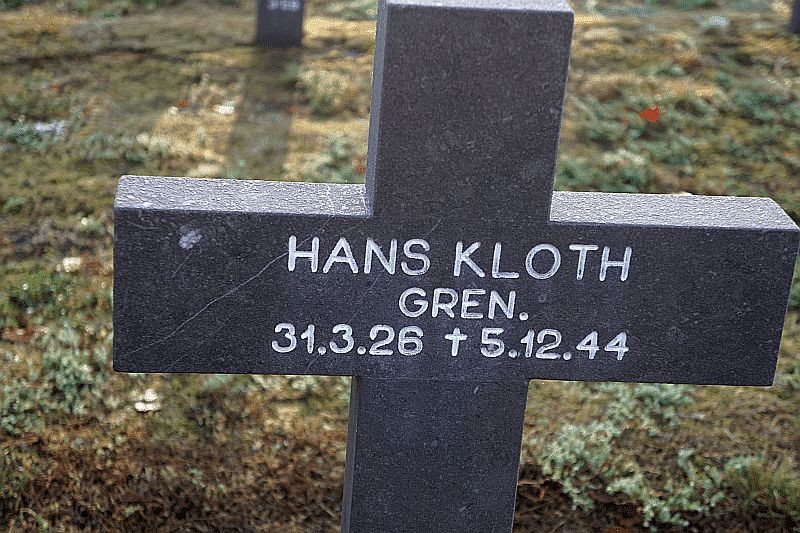 HANS KLOTH
GREN.
31.3.26 † 5.12.44